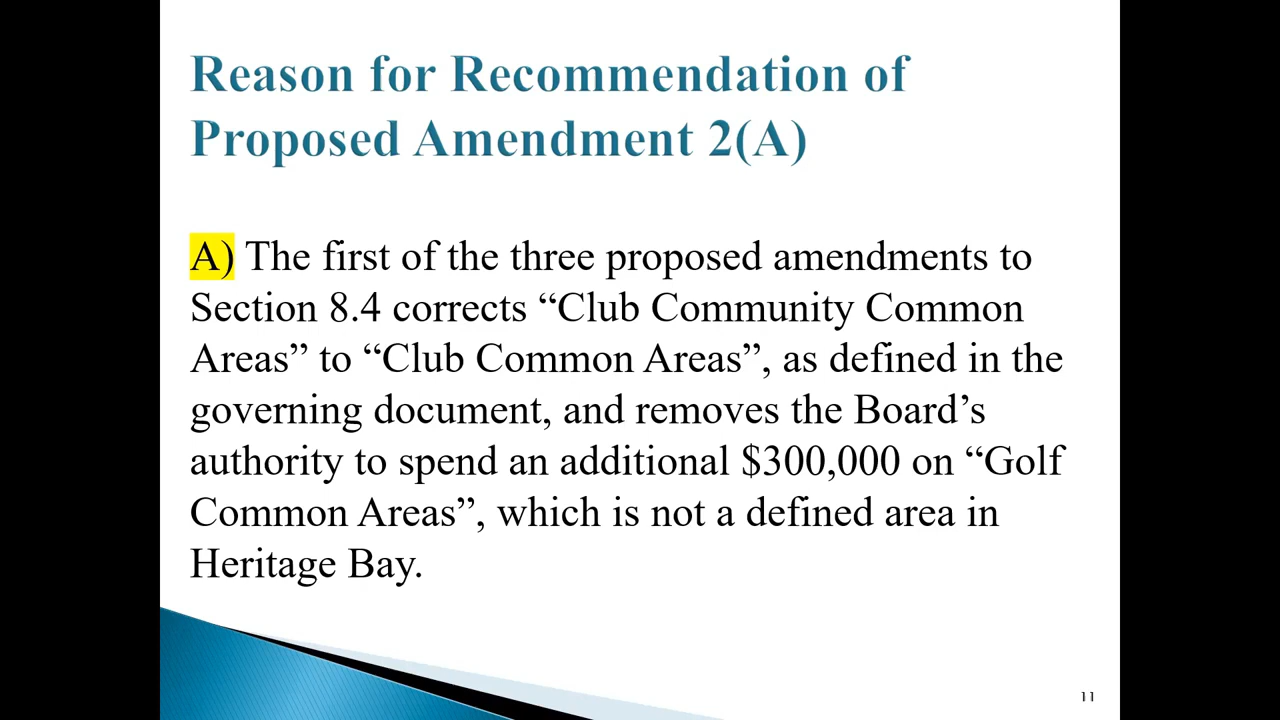 Reason for Recommendation of
Proposed Amendment 2(A)
A) The first of the three proposed amendments to
Section 8.4 corrects “Club Community Common
Areas” to “Club Common Areas”, as defined in the
governing document, and removes the Board’s
authority to spend an additional $300,000 on “Golf
Common Areas”, which is not a defined area in
Heritage Bay.
11